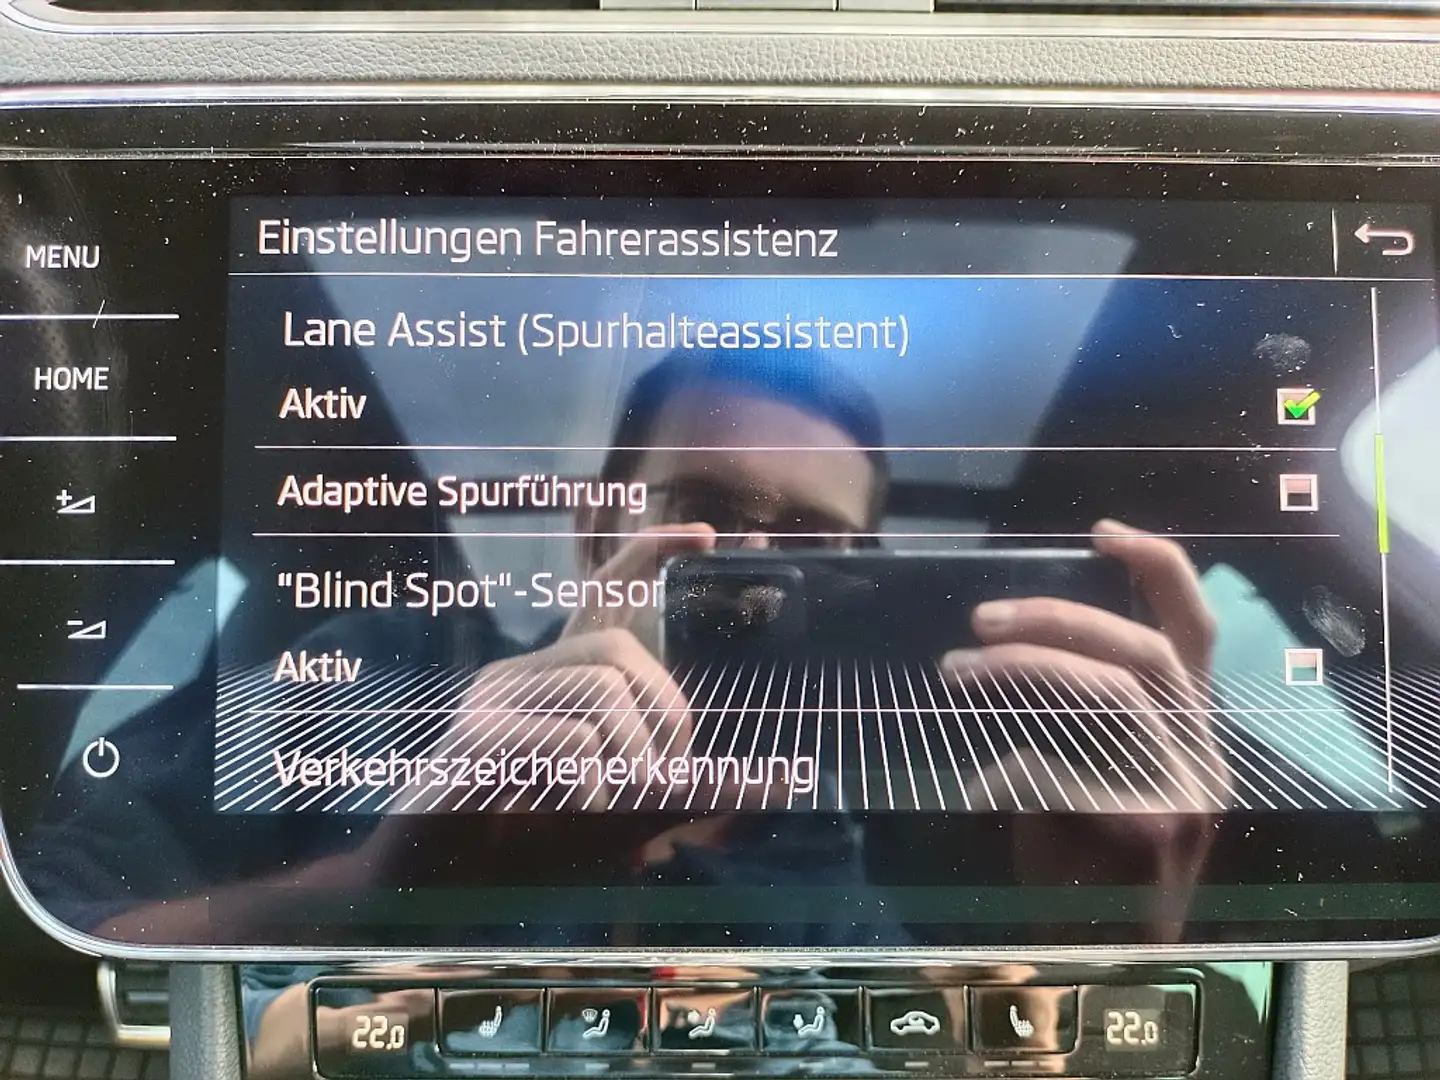 Einstellungen Fahrerassistenz
MENU
Lane Assist (Spurhalteassistent)
HOME
Aktiv
Adaptive Spurführung
"Blind Spot"-Sensor
Aktiv
Verkehrszeichenerkennung
22,0
22,0